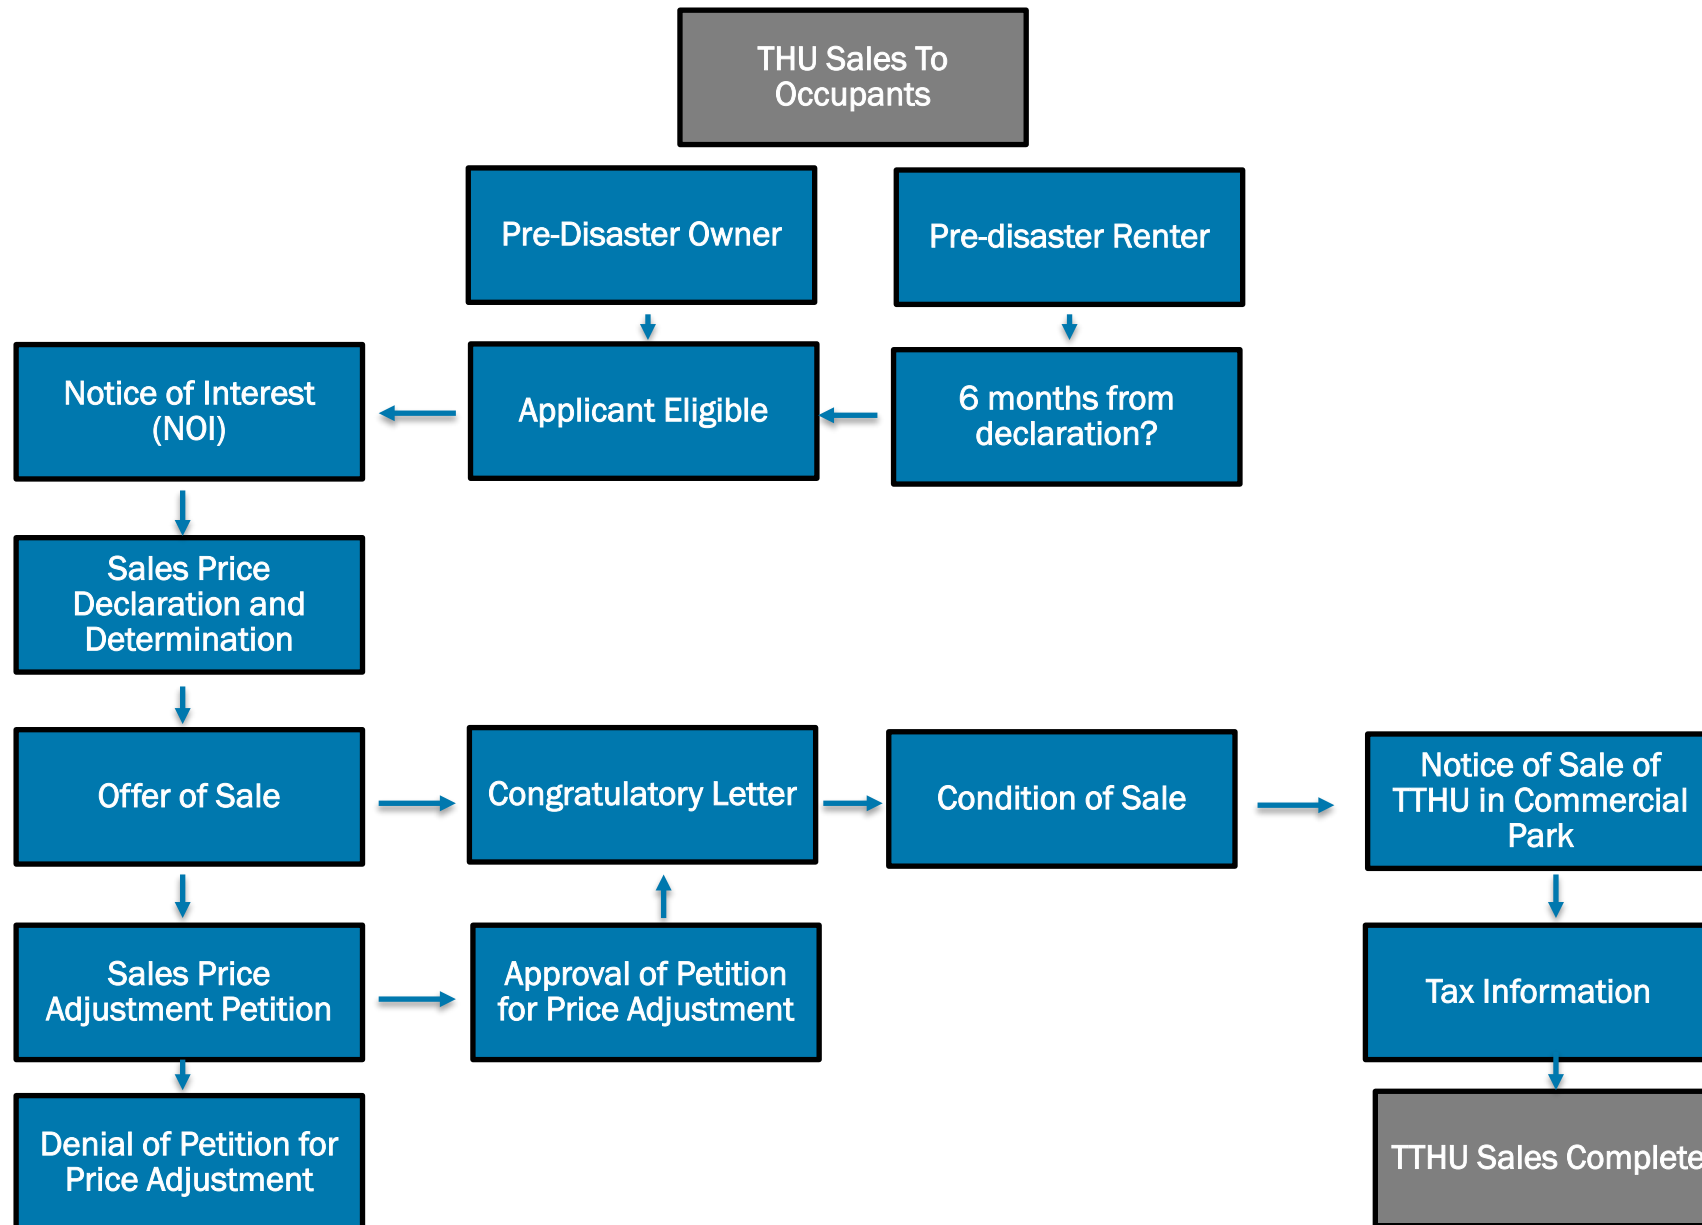 THU Sales To
Occupants
Pre-Disaster Owner
Pre-disaster Renter
Notice of Interest
(NOI)
Applicant Eligible
6 months from
declaration?
Sales Price
Declaration and
Determination
Offer of Sale
Congratulatory Letter
Condition of Sale
Notice of Sale of
TTHU in Commercial
Park
Sales Price
Adjustment Petition
Approval of Petition
for Price Adjustment
Tax Information
Denial of Petition for
Price Adjustment
TTHU Sales Complete